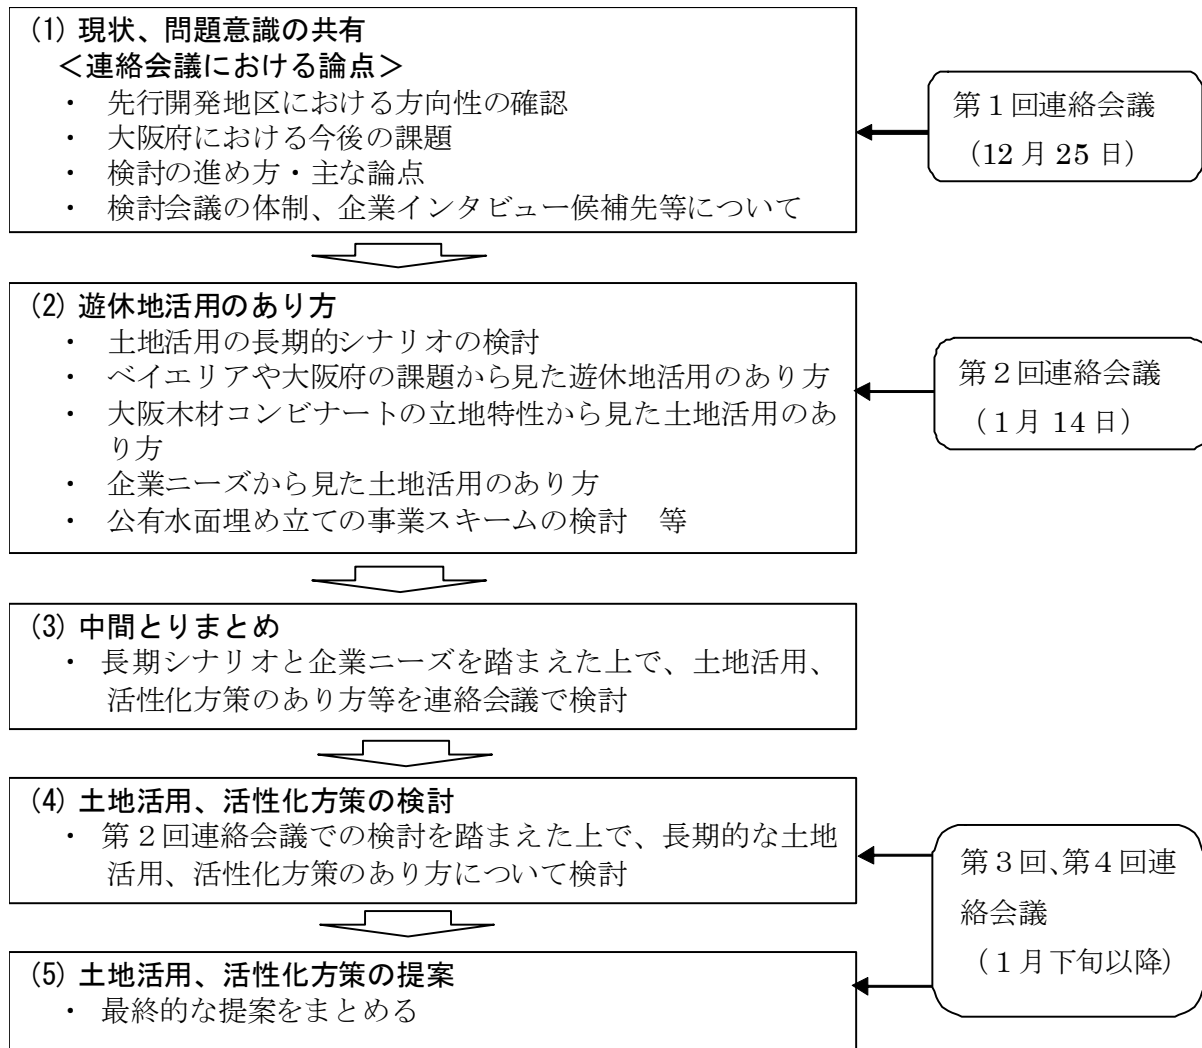 (1) 現状、問題意識の共有
＜連絡会議における論点＞
・ 先行開発地区における方向性の確認
・ 大阪府における今後の課題
・ 検討の進め方・主な論点
・ 検討会議の体制、企業インタビュー候補先等について
第１回連絡会議
（12 月 25 日）
(2) 遊休地活用のあり方
・ 土地活用の長期的シナリオの検討
・ ベイエリアや大阪府の課題から見た遊休地活用のあり方
・ 大阪木材コンビナートの立地特性から見た土地活用のあ
り方
・ 企業ニーズから見た土地活用のあり方
・ 公有水面埋め立ての事業スキームの検討　等
第２回連絡会議
（１月 14 日）
(3) 中間とりまとめ
・ 長期シナリオと企業ニーズを踏まえた上で、土地活用、
活性化方策のあり方等を連絡会議で検討
(4) 土地活用、活性化方策の検討
・ 第２回連絡会議での検討を踏まえた上で、長期的な土地
活用、活性化方策のあり方について検討
(5) 土地活用、活性化方策の提案
・ 最終的な提案をまとめる
第３回、第４回連
絡会議
（１月下旬以降）